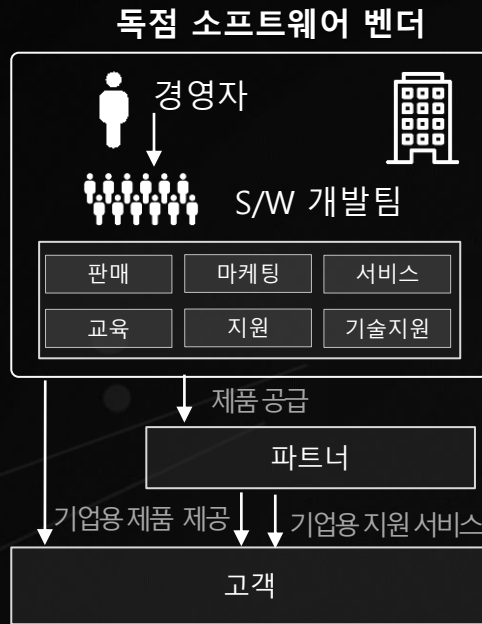 독점 소프트웨어 벤더
경영자
S/W 개발팀
판매 마케팅 서비스
교육 지원 기술지원
제품 공급
파트너
기업용 제품 제공 기업용 지원 서비스
고객